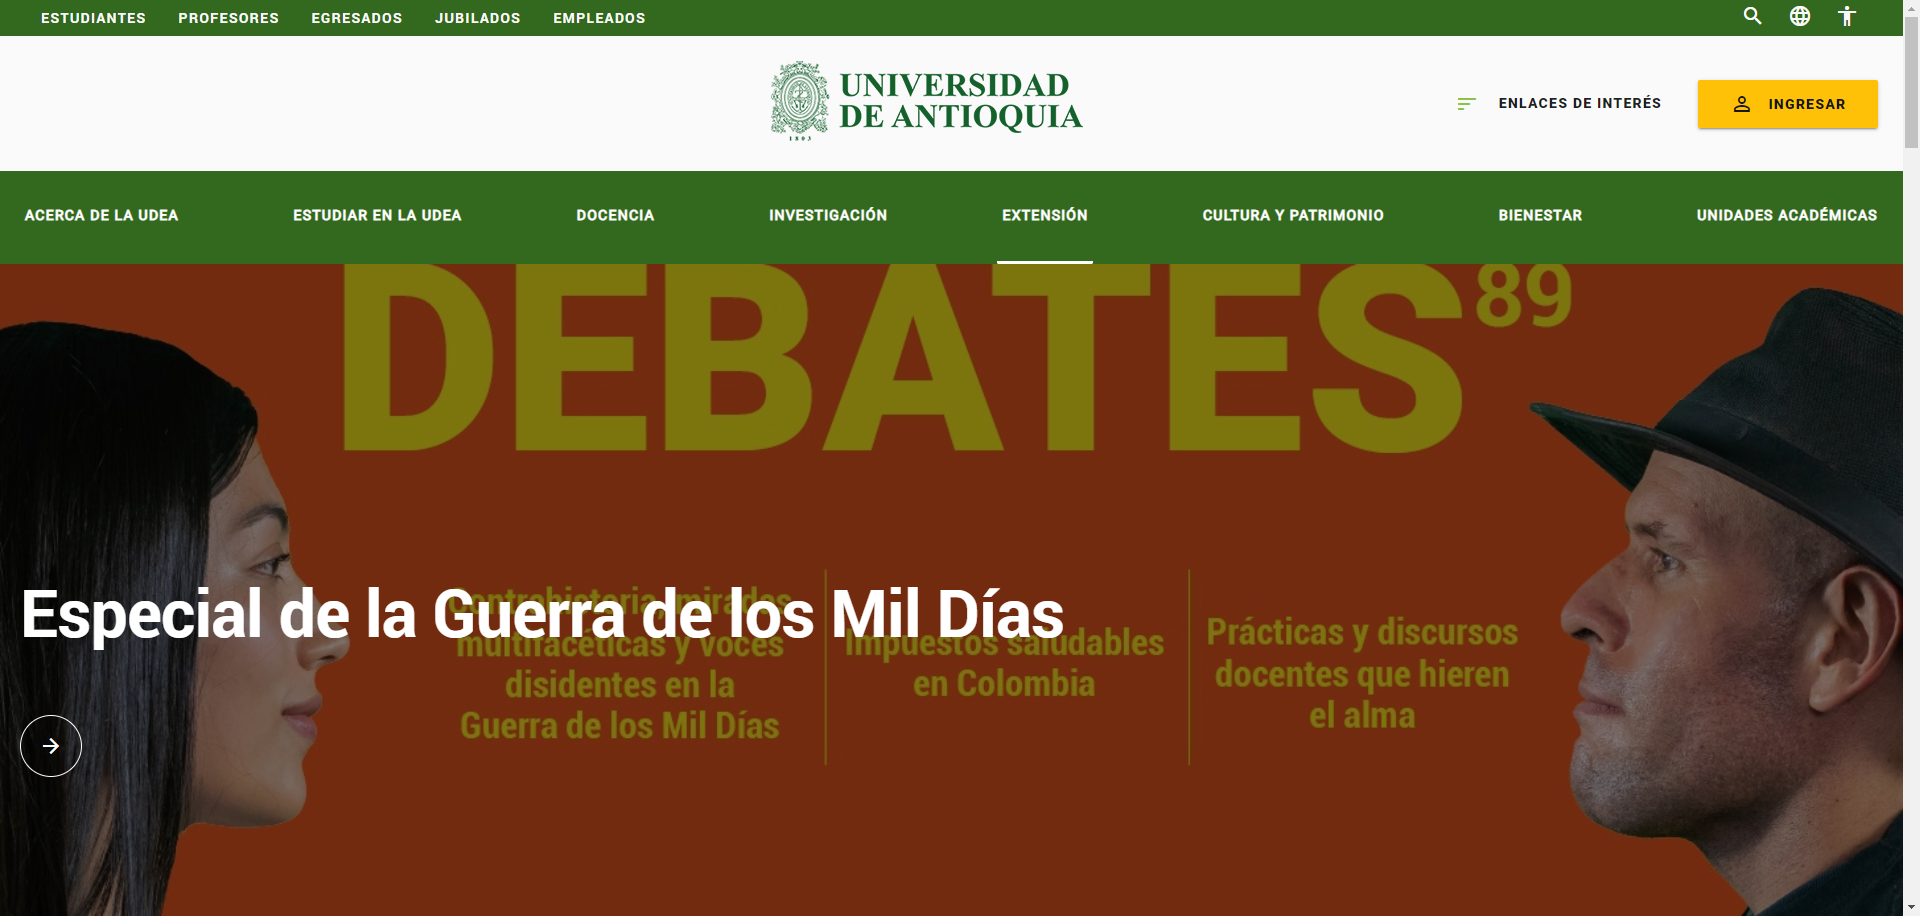 ESTUDIANTES PROFESORES EGRESADOS JUBILADOS EMPLEADOS
UNIVERSIDAD
DE ANTIOQUIA
1803
ENLACES DE INTERÉS
INGRESAR
ACERCA DE LA UDEA ESTUDIAR EN LA UDEA DOCENCIA INVESTIGACIÓN EXTENSIÓN CULTURA Y PATRIMONIO BIENESTAR UNIDADES ACADÉMICAS
DEBATES 89
Especial de la Guerra de los Mil Días
Contrahistoria, miradas
multifacéticas y voces
disidentes en la
Guerra de los Mil Días
Impuestos saludables
en Colombia
Prácticas y discursos
docentes que hieren
el alma